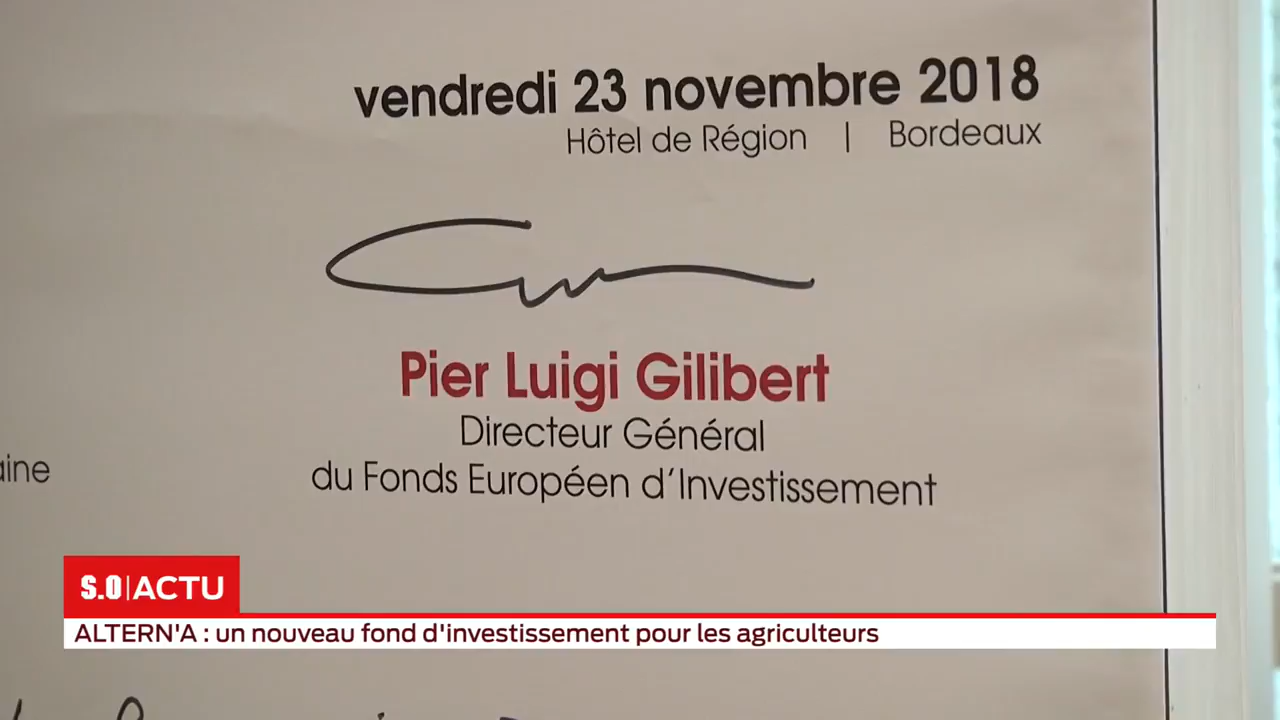 vendredi 23 novembre 2018
Hôtel de Région | Bordeaux
Pier Luigi Gilibert
Directeur Général
du Fonds Européen d'Investissement
aine
S.O|ACTU
ALTERN'A : un nouveau fond d'investissement pour les agriculteurs